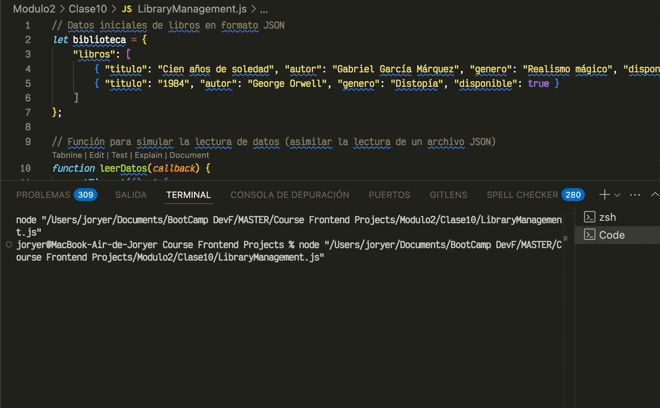 Modulo2 > Clase10 > JS LibraryManagement.js > ...
1 // Datos iniciales de libros en formato JSON
2 let biblioteca = {
3 "libros": [
4 { "titulo": "Cien años de soledad", "autor": "Gabriel García Márquez", "genero": "Realismo mágico", "dispon
5 { "titulo": "1984", "autor": "George Orwell", "genero": "Distopía", "disponible": true }
6 ]
7 };
8
9 // Función para simular la lectura de datos (asimilar la lectura de un archivo JSON)
Tabnine | Edit | Test | Explain | Document
10 function leerDatos(callback) {
PROBLEMAS 309 SALIDA TERMINAL CONSOLA DE DEPURACIÓN PUERTOS GITLENS SPELL CHECKER 280
node "/Users/joryer/Documents/BootCamp DevF/MASTER/Course Frontend Projects/Modulo2/Clase10/LibraryManagemen
t.js"
joryer@MacBook-Air-de-Joryer Course Frontend Projects % node "/Users/joryer/Documents/BootCamp DevF/MASTER/C
ourse Frontend Projects/Modulo2/Clase10/LibraryManagement.js"
zsh
Code